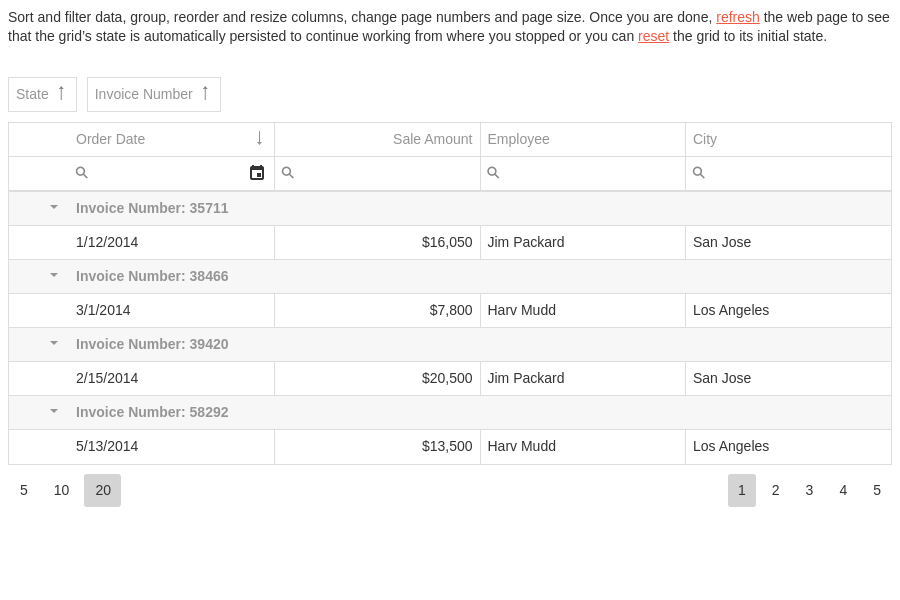 Sort and filter data, group, reorder and resize columns, change page numbers and page size. Once you are done, refresh the web page to see
that the grid's state is automatically persisted to continue working from where you stopped or you can reset the grid to its initial state.
State Invoice Number
Order Date Sale Amount Employee City
Invoice Number: 35711
1/12/2014 $16,050 Jim Packard San Jose
Invoice Number: 38466
3/1/2014 $7,800 Harv Mudd Los Angeles
Invoice Number: 39420
2/15/2014 $20,500 Jim Packard San Jose
Invoice Number: 58292
5/13/2014 $13,500 Harv Mudd Los Angeles
5 10 20 1 2 3 4 5